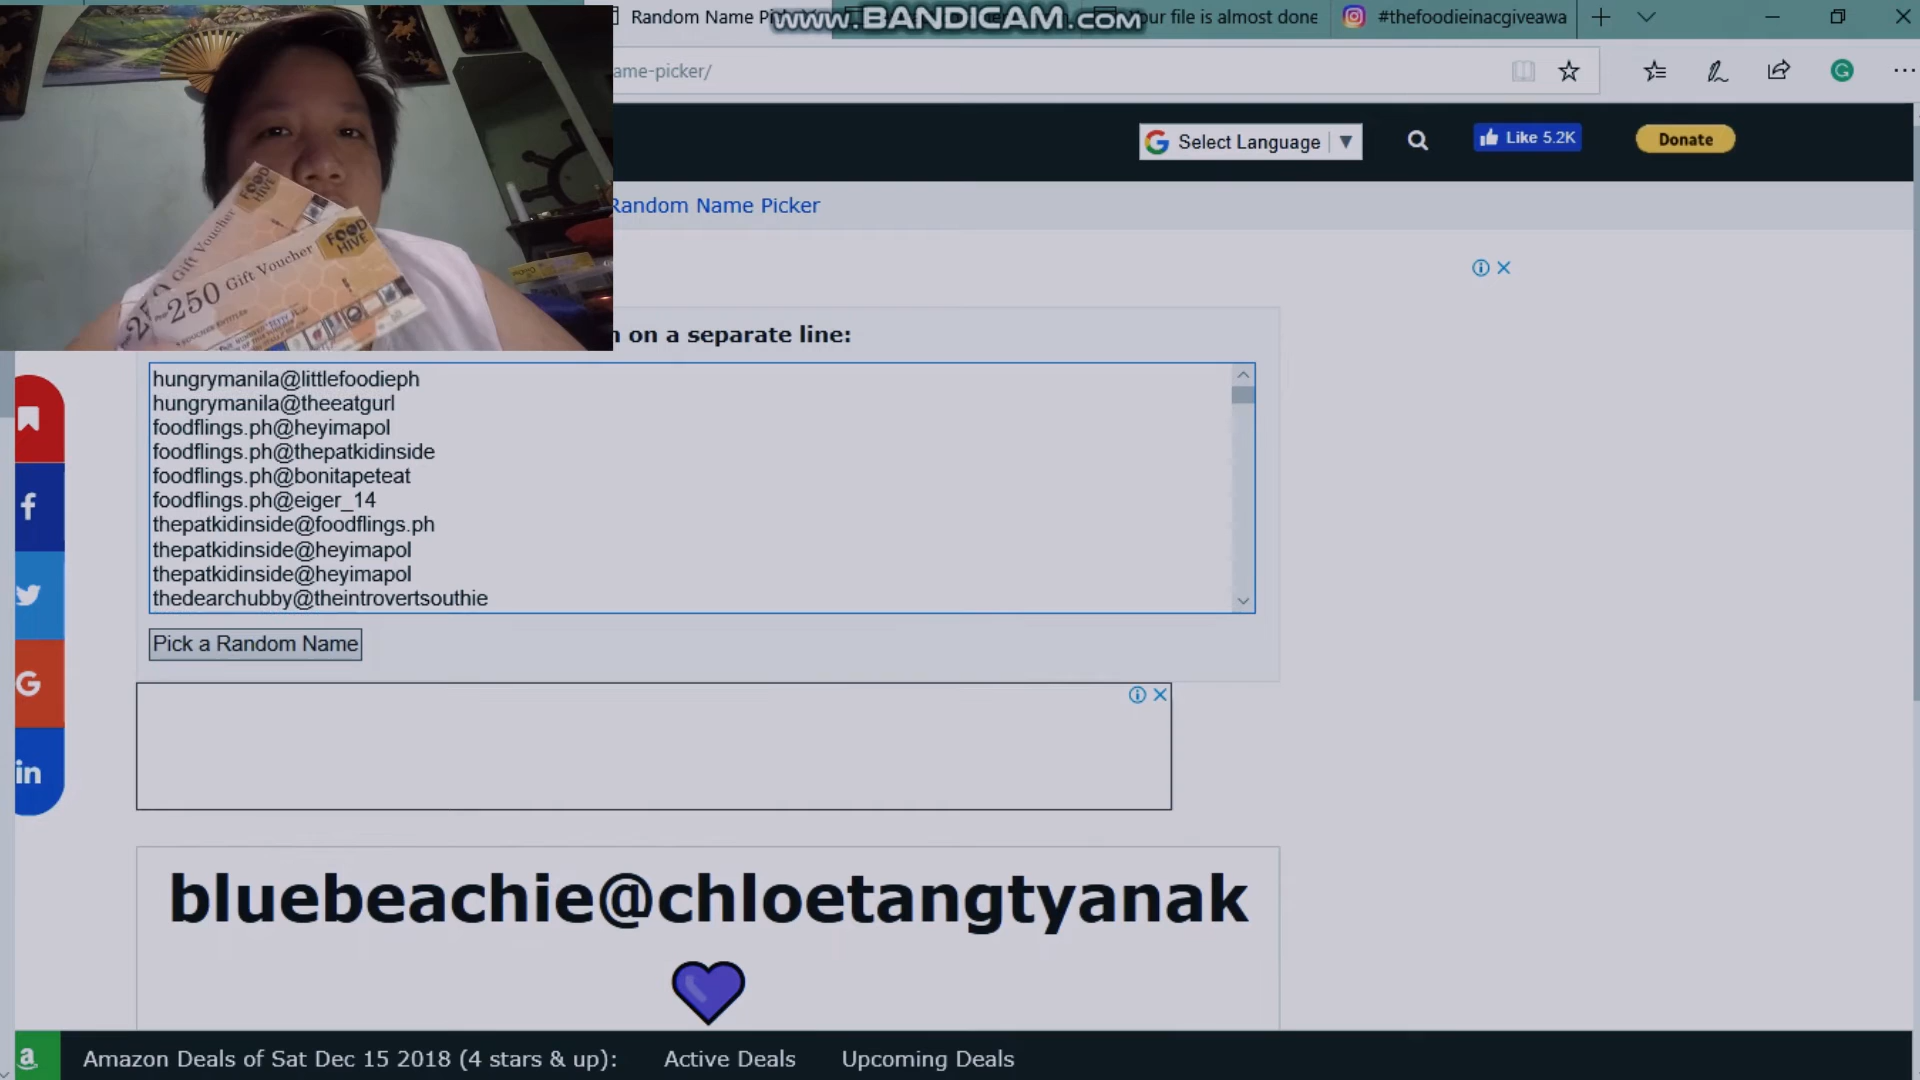 Random Name P
www.BANDICAM.com
our file is almost done
#thefoodieinacgiveawa
ame-picker/
Select Language
Like 5.2K
Donate
Random Name Picker
FOOD HIVE
Gift Voucher
FOOD
HIVE
250 Gift Voucher
n on a separate line:
hungrymanila@littlefoodieph
hungrymanila@theeatgurl
foodflings.ph@heyimapol
foodflings.ph@thepatkidinside
foodflings.ph@bonitapeteat
foodflings.ph@eiger_14
thepatkidinside@foodflings.ph
thepatkidinside@heyimapol
thepatkidinside@heyimapol
thedearchubby@theintrovertsouthie
Pick a Random Name
bluebeachie@chloetangtyanak
Amazon Deals of Sat Dec 15 2018 (4 stars & up): Active Deals Upcoming Deals